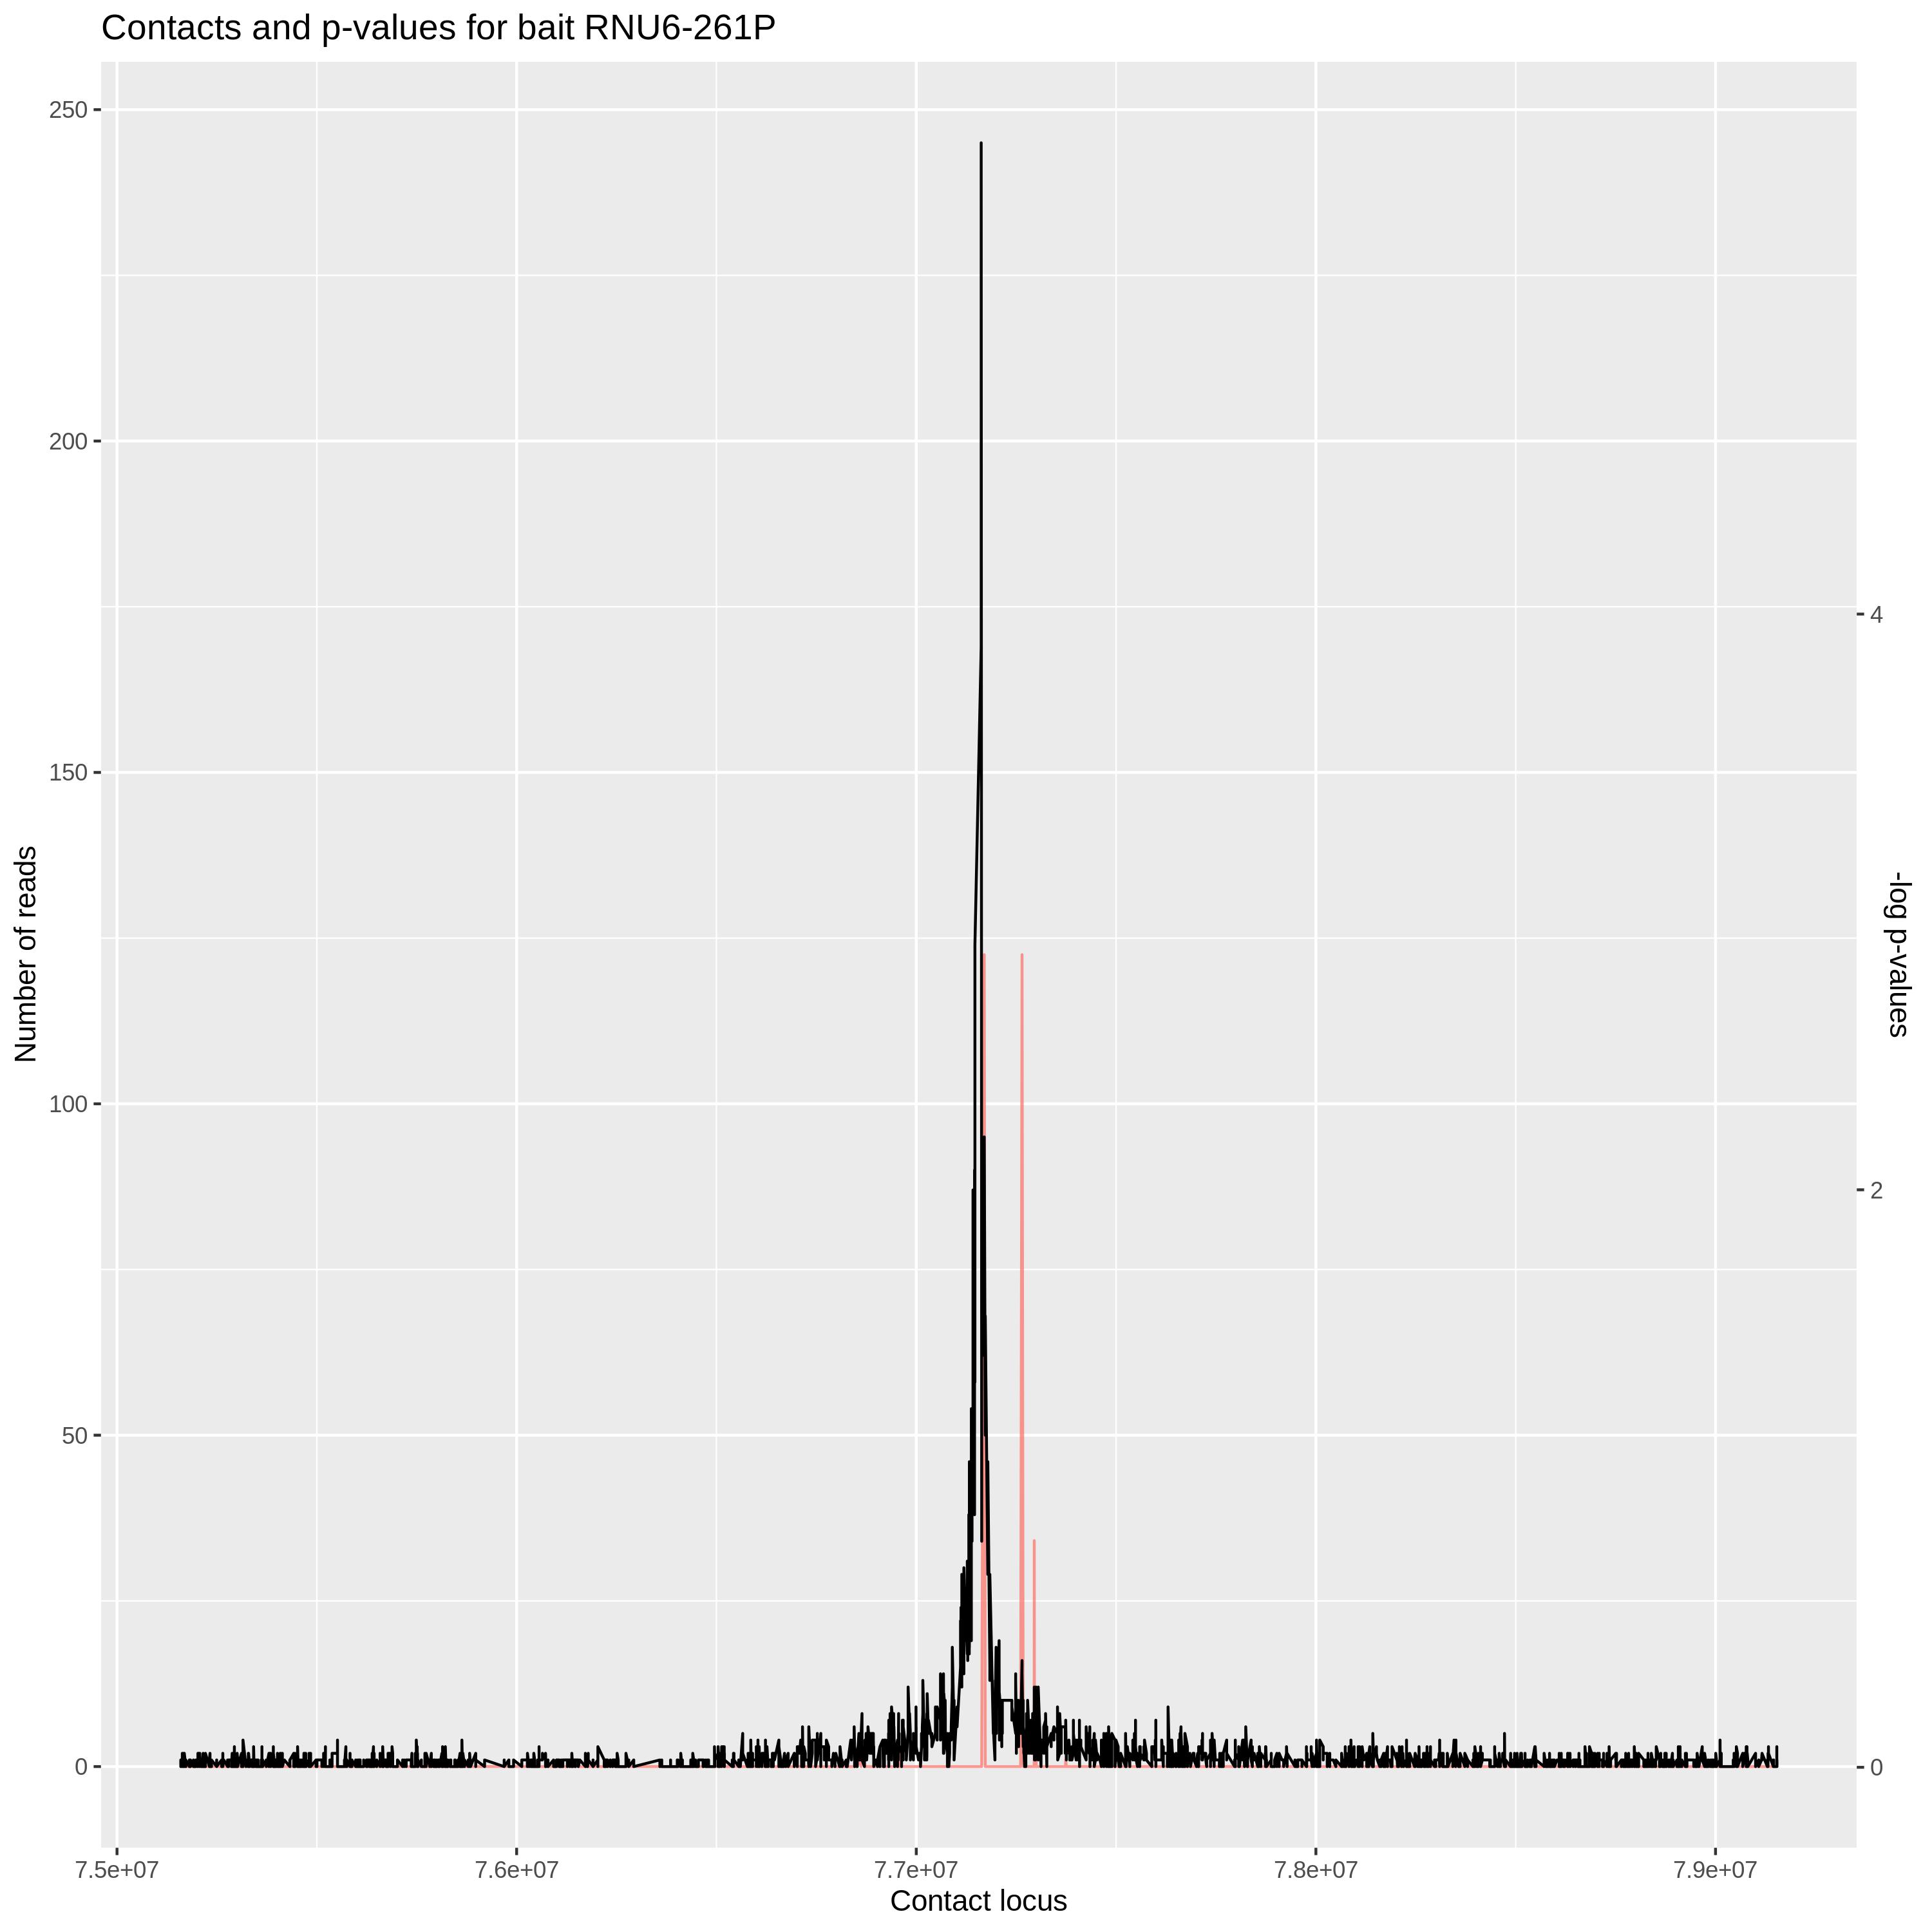 Contacts and p-values for bait RNU6-261P
250
200
150
100
50
0
Number of reads
4
2
0
-log p-values
7.5e+07
7.6e+07
7.7e+07
7.8e+07
7.9e+07
Contact locus